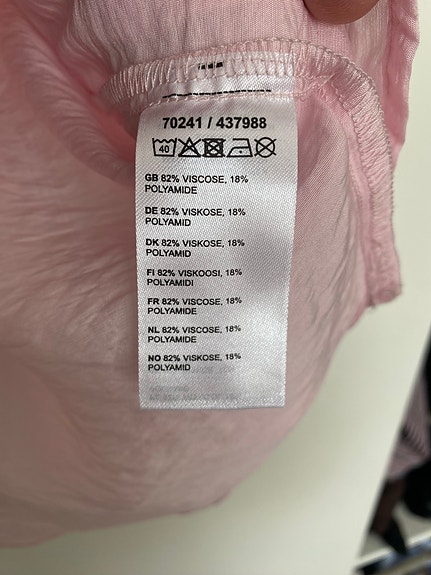 70241 / 437988
40
GB 82% VISCOSE, 18%
POLYAMIDE
DE 82% VISKOSE, 18%
POLYAMID
DK 82% VISKOSE, 18%
POLYAMID
FI 82% VISKOOSI, 18%
POLYAMIDI
FR 82% VISCOSE, 18%
POLYAMIDE
NL 82% VISCOSE, 18%
POLYAMIDE
NO 82% VISKOSE, 18%
POLYAMID